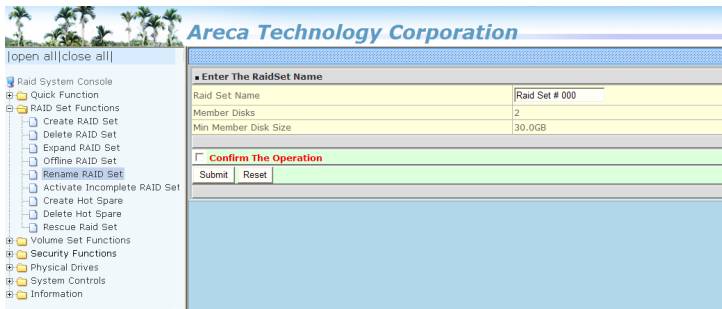 Areca Technology Corporation
|open all|close all|
Raid System Console
Quick Function
RAID Set Functions
Create RAID Set
Delete RAID Set
Expand RAID Set
Offline RAID Set
Rename RAID Set
Activate Incomplete RAID Set
Create Hot Spare
Delete Hot Spare
Rescue Raid Set
Volume Set Functions
Security Functions
Physical Drives
System Controls
Information
Enter The RaidSet Name
Raid Set Name Raid Set # 000
Member Disks 2
Min Member Disk Size 30.0GB
Confirm The Operation
Submit Reset